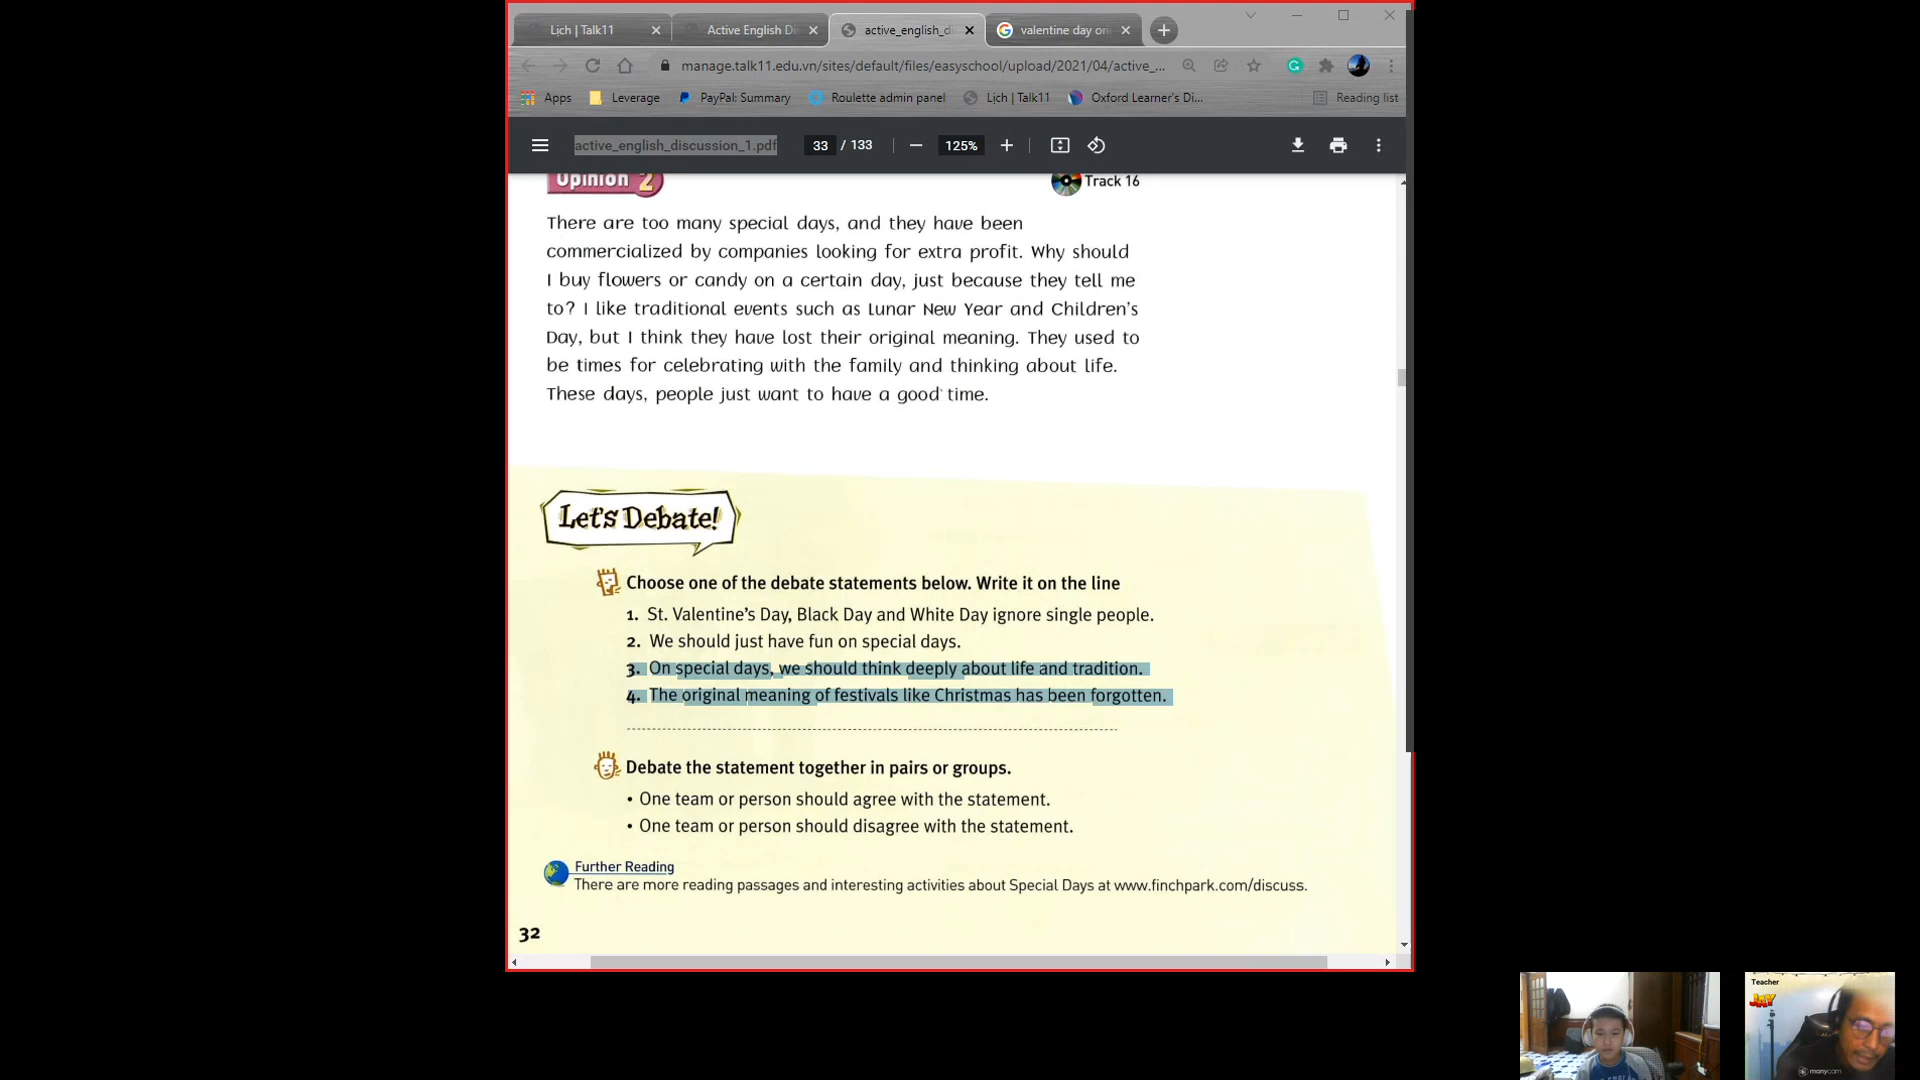 Lịch | Talk11
Active English Di
active_english_di
valentine day on
manage.talk11.edu.vn/sites/default/files/easyschool/upload/2021/04/active_...
Apps
Leverage
PayPal: Summary
Roulette admin panel
Lịch | Talk11
Oxford Learner's Di...
Reading list
active_english_discussion_1.pdf
33 / 133
125%
Opinion 2
Track 16
There are too many special days, and they have been
commercialized by companies looking for extra profit. Why should
I buy flowers or candy on a certain day, just because they tell me
to? I like traditional events such as Lunar New Year and Children's
Day, but I think they have lost their original meaning. They used to
be times for celebrating with the family and thinking about life.
These days, people just want to have a good time.
Let's Debate!
Choose one of the debate statements below. Write it on the line
1. St. Valentine's Day, Black Day and White Day ignore single people.
2. We should just have fun on special days.
3. On special days, we should think deeply about life and tradition.
4. The original meaning of festivals like Christmas has been forgotten.
Debate the statement together in pairs or groups.
• One team or person should agree with the statement.
• One team or person should disagree with the statement.
Further Reading
There are more reading passages and interesting activities about Special Days at www.finchpark.com/discuss.
32
Teacher
JAY
manycam